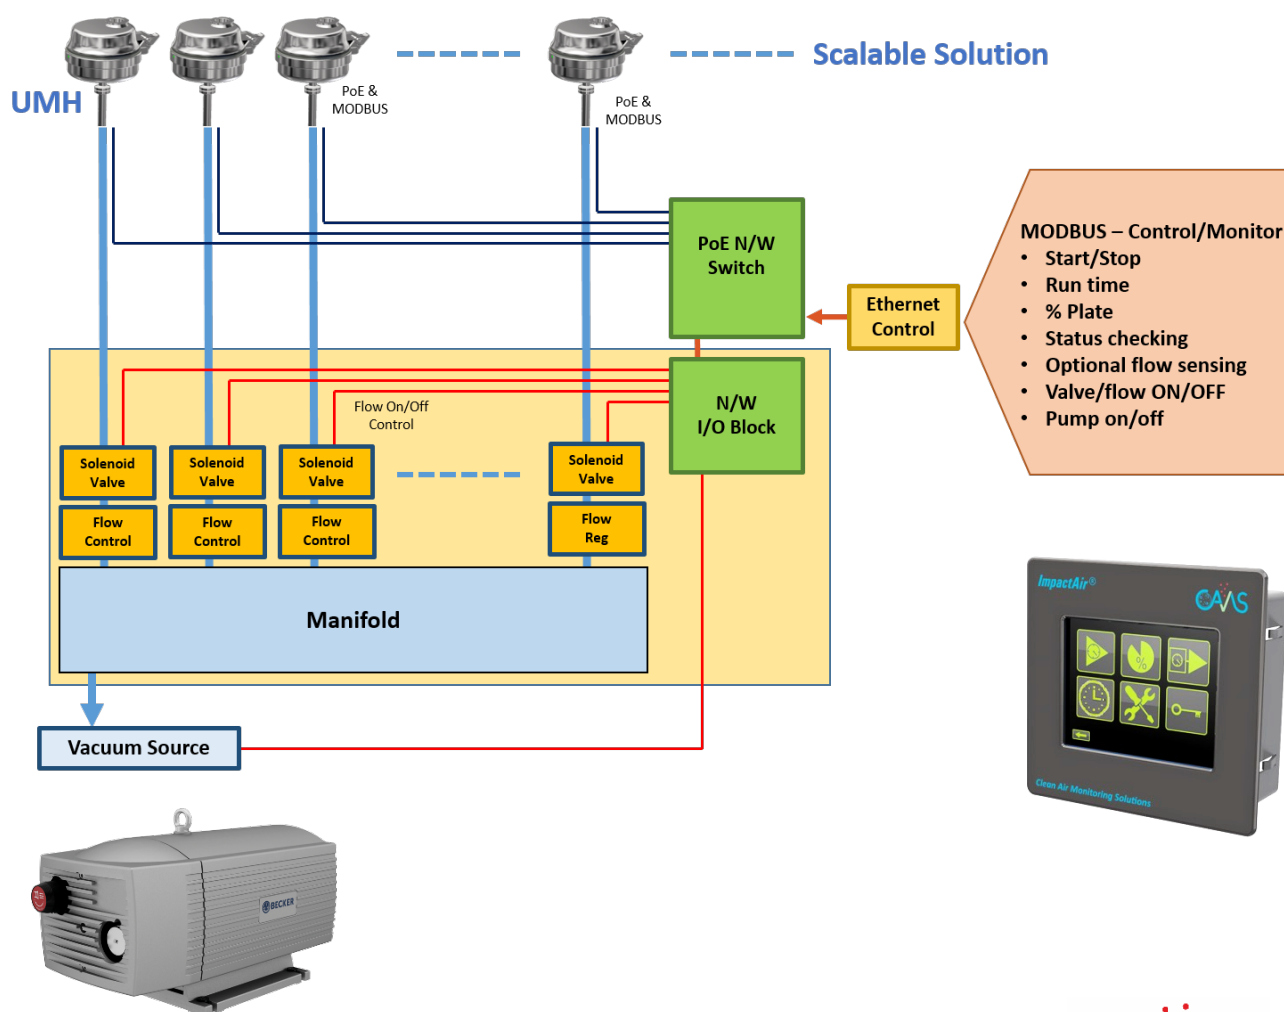 Scalable Solution
UMH
PoE &
MODBUS
PoE &
MODBUS
PoE N/W
Switch
Ethernet
Control
MODBUS – Control/Monitor
• Start/Stop
• Run time
• % Plate
• Status checking
• Optional flow sensing
• Valve/flow ON/OFF
• Pump on/off
N/W
I/O Block
Flow On/Off
Control
Solenoid
Valve
Solenoid
Valve
Solenoid
Valve
Solenoid
Valve
Flow
Control
Flow
Control
Flow
Control
Flow
Reg
Manifold
Vacuum Source
ImpactAir®
CAMS
%
Clean Air Monitoring Solutions
BECKER